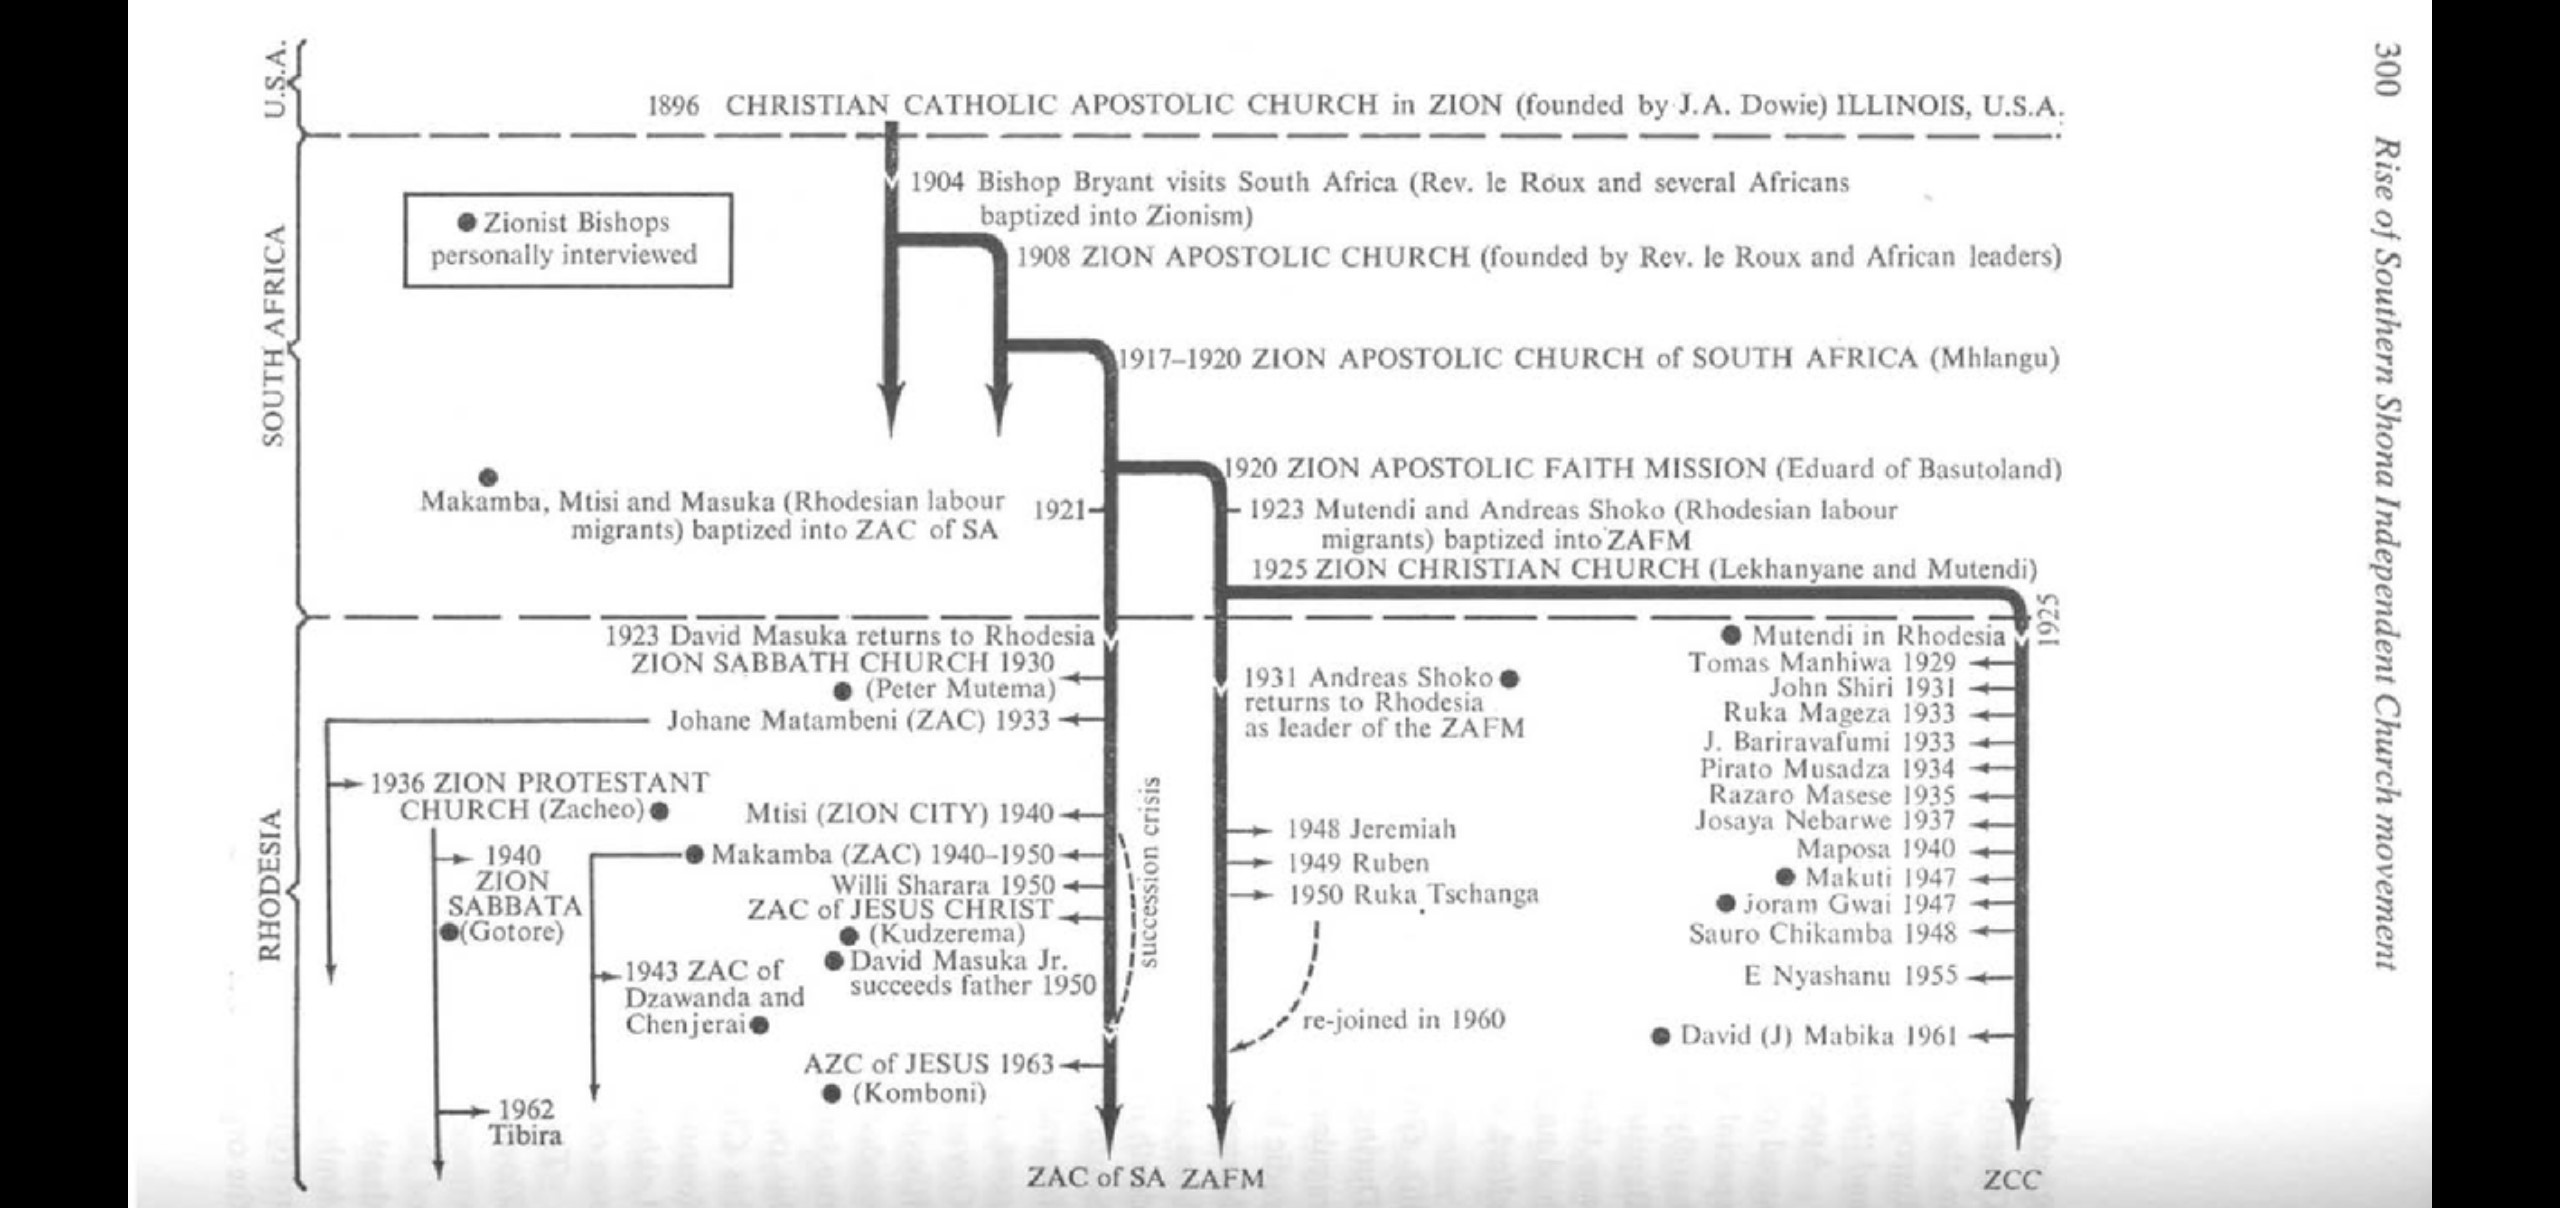 U.S.A.
1896 CHRISTIAN CATHOLIC APOSTOLIC CHURCH in ZION (founded by J.A. Dowie) ILLINOIS, U.S.A.
SOUTH AFRICA
● Zionist Bishops
personally interviewed
1904 Bishop Bryant visits South Africa (Rev. le Roux and several Africans
baptized into Zionism)
1908 ZION APOSTOLIC CHURCH (founded by Rev. le Roux and African leaders)
1917–1920 ZION APOSTOLIC CHURCH of SOUTH AFRICA (Mhlangu)
1920 ZION APOSTOLIC FAITH MISSION (Eduard of Basutoland)
Makamba, Mtisi and Masuka (Rhodesian labour
migrants) baptized into ZAC of SA
1921
1923 Mutendi and Andreas Shoko (Rhodesian labour
migrants) baptized into ZAFM
1925 ZION CHRISTIAN CHURCH (Lekhanyane and Mutendi)
1925
RHODESIA
1923 David Masuka returns to Rhodesia
ZION SABBATH CHURCH 1930
● (Peter Mutema)
Johane Matambeni (ZAC) 1933
1936 ZION PROTESTANT
CHURCH (Zacheo) ●
1940
ZION
SABBATA
● (Gotore)
1962
Tibira
Mtisi (ZION CITY) 1940
● Makamba (ZAC) 1940–1950
Willi Sharara 1950
ZAC of JESUS CHRIST
● (Kudzerema)
● David Masuka Jr.
succeeds father 1950
1943 ZAC of
Dzawanda and
Chenjerai ●
AZC of JESUS 1963
● (Komboni)
succession crisis
1931 Andreas Shoko ●
returns to Rhodesia
as leader of the ZAFM
1948 Jeremiah
1949 Ruben
1950 Ruka Tschanga
re-joined in 1960
● Mutendi in Rhodesia
Tomas Manhiwa 1929
John Shiri 1931
Ruka Mageza 1933
J. Bariravafumi 1933
Pirato Musadza 1934
Razaro Masese 1935
Josaya Nebarwe 1937
Maposa 1940
● Makuti 1947
● Joram Gwai 1947
Sauro Chikamba 1948
E Nyashanu 1955
● David (J) Mabika 1961
ZAC of SA
ZAFM
ZCC
300 Rise of Southern Shona Independent Church movement